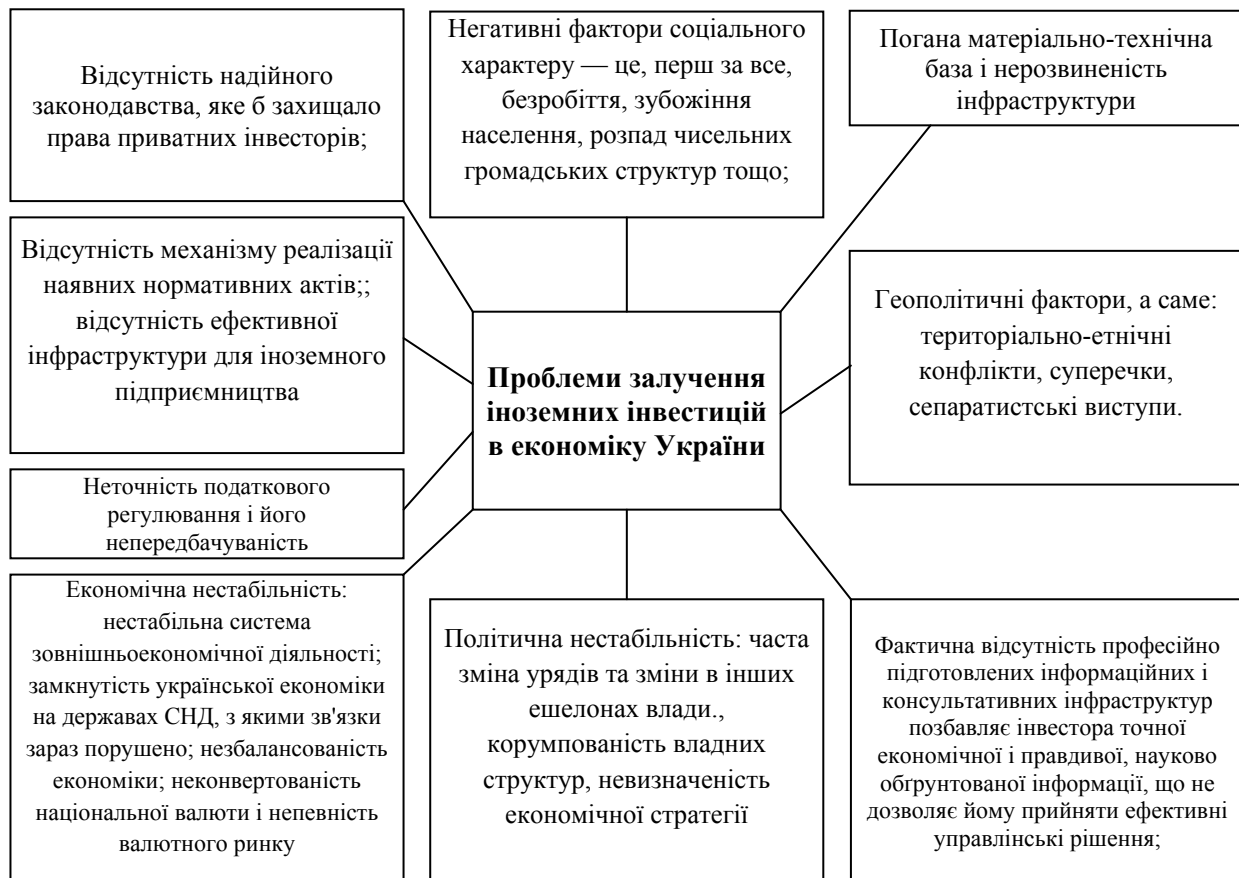 Відсутність надійного
законодавства, яке б захищало
права приватних інвесторів;
Негативні фактори соціального
характеру — це, перш за все,
безробіття, зубожіння
населення, розпад чисельних
громадських структур тощо;
Погана матеріально-технічна
база і нерозвиненість
інфраструктури
Відсутність механізму реалізації
наявних нормативних актів;;
відсутність ефективної
інфраструктури для іноземного
підприємництва
Проблеми залучення
іноземних інвестицій
в економіку України
Геополітичні фактори, а саме:
територіально-етнічні
конфлікти, суперечки,
сепаратистські виступи.
Неточність податкового
регулювання і його
непередбачуваність
Економічна нестабільність:
нестабільна система
зовнішньоекономічної діяльності;
замкнутість української економіки
на державах СНД, з якими зв'язки
зараз порушено; незбалансованість
економіки; неконвертованість
національної валюти і непевність
валютного ринку
Політична нестабільність: часта
зміна урядів та зміни в інших
ешелонах влади.,
корумпованість владних
структур, невизначеність
економічної стратегії
Фактична відсутність професійно
підготовлених інформаційних і
консультативних інфраструктур
позбавляє інвестора точної
економічної і правдивої, науково
обґрунтованої інформації, що не
дозволяє йому прийняти ефективні
управлінські рішення;